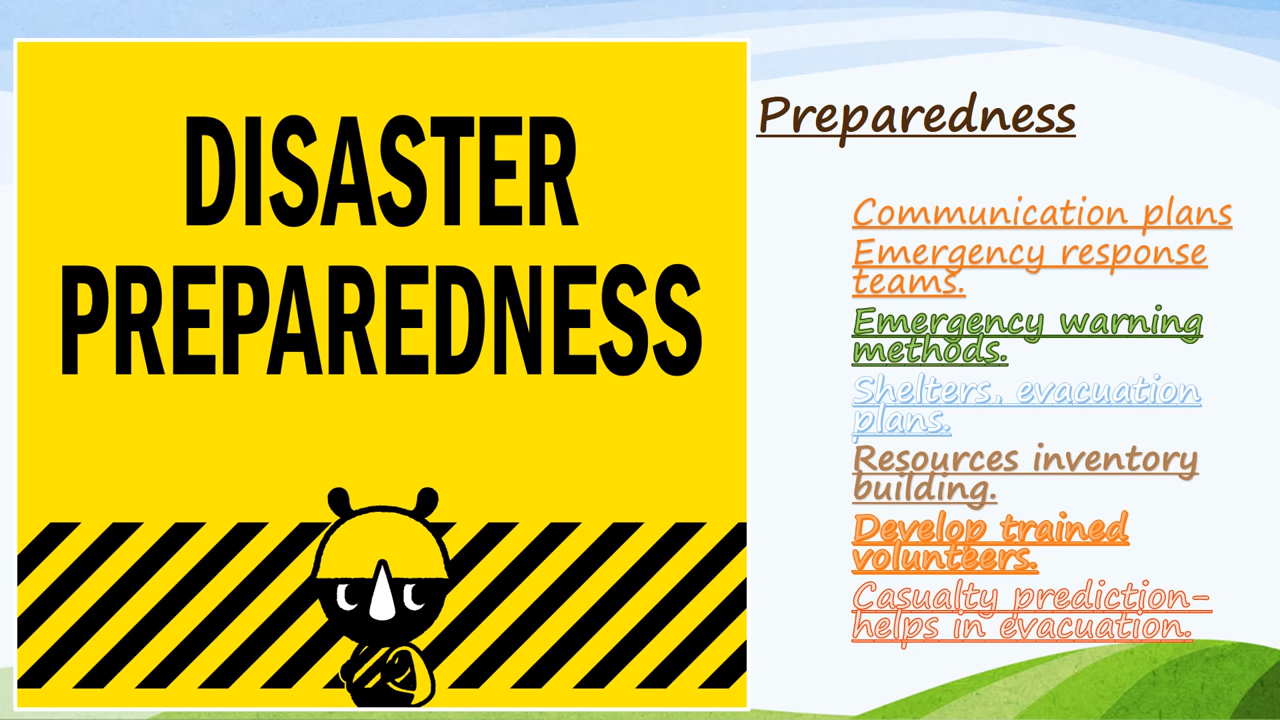 DISASTER
PREPAREDNESS
Preparedness
Communication plans
Emergency response
teams.
Emergency warning
methods.
Shelters, evacuation
plans.
Resources inventory
building.
Develop trained
volunteers.
Casualty prediction-
helps in evacuation.